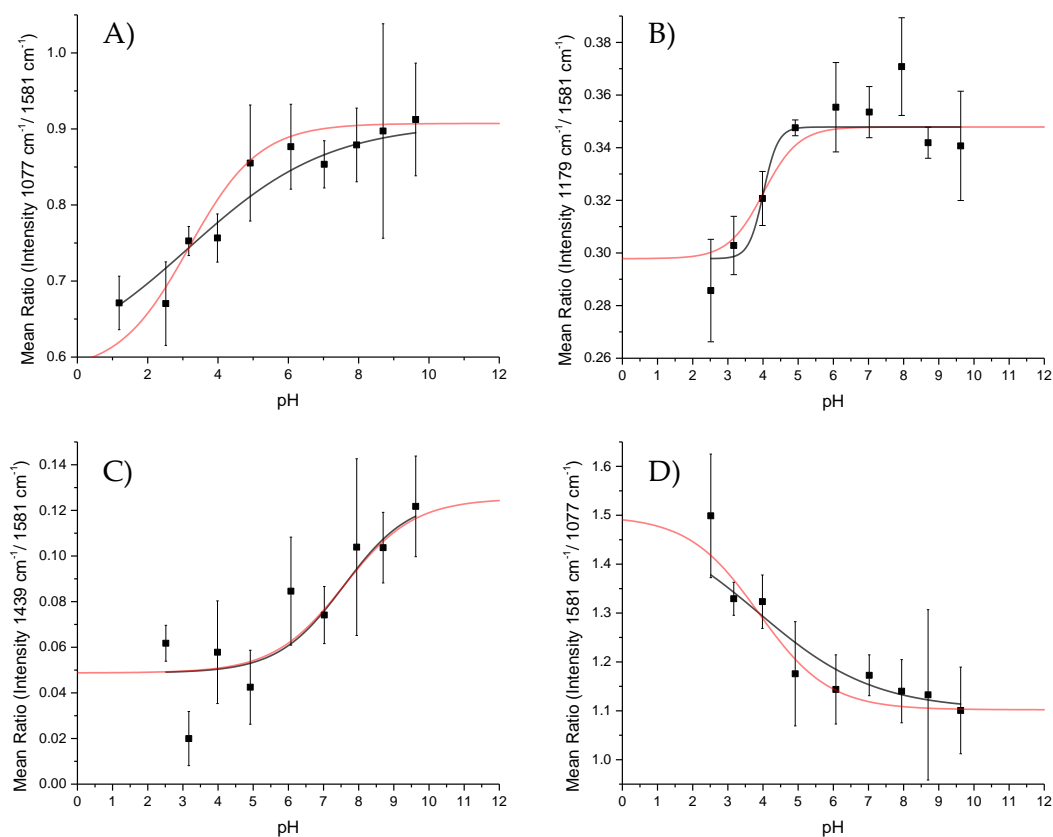 A)
Mean Ratio (Intensity 1077 cm⁻¹/ 1581 cm⁻¹)
1.0
0.9
0.8
0.7
0.6
0 1 2 3 4 5 6 7 8 9 10 11 12
pH
B)
Mean Ratio (Intensity 1179 cm⁻¹/ 1581 cm⁻¹)
0.38
0.36
0.34
0.32
0.30
0.28
0.26
0 1 2 3 4 5 6 7 8 9 10 11 12
pH
C)
Mean Ratio (Intensity 1439 cm⁻¹/ 1581 cm⁻¹)
0.14
0.12
0.10
0.08
0.06
0.04
0.02
0.00
0 1 2 3 4 5 6 7 8 9 10 11 12
pH
D)
Mean Ratio (Intensity 1581 cm⁻¹/ 1077 cm⁻¹)
1.6
1.5
1.4
1.3
1.2
1.1
1.0
0 1 2 3 4 5 6 7 8 9 10 11 12
pH